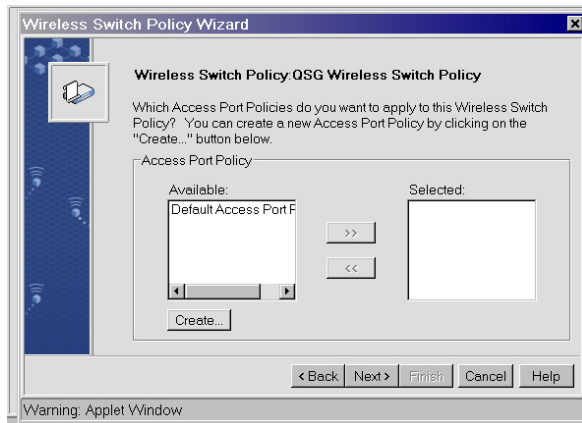 Wireless Switch Policy Wizard
Wireless Switch Policy:QSG Wireless Switch Policy
Which Access Port Policies do you want to apply to this Wireless Switch
Policy? You can create a new Access Port Policy by clicking on the
"Create..." button below.
Access Port Policy
Available:
Selected:
Default Access Port P
>>
<<
Create...
< Back
Next >
Finish
Cancel
Help
Warning: Applet Window